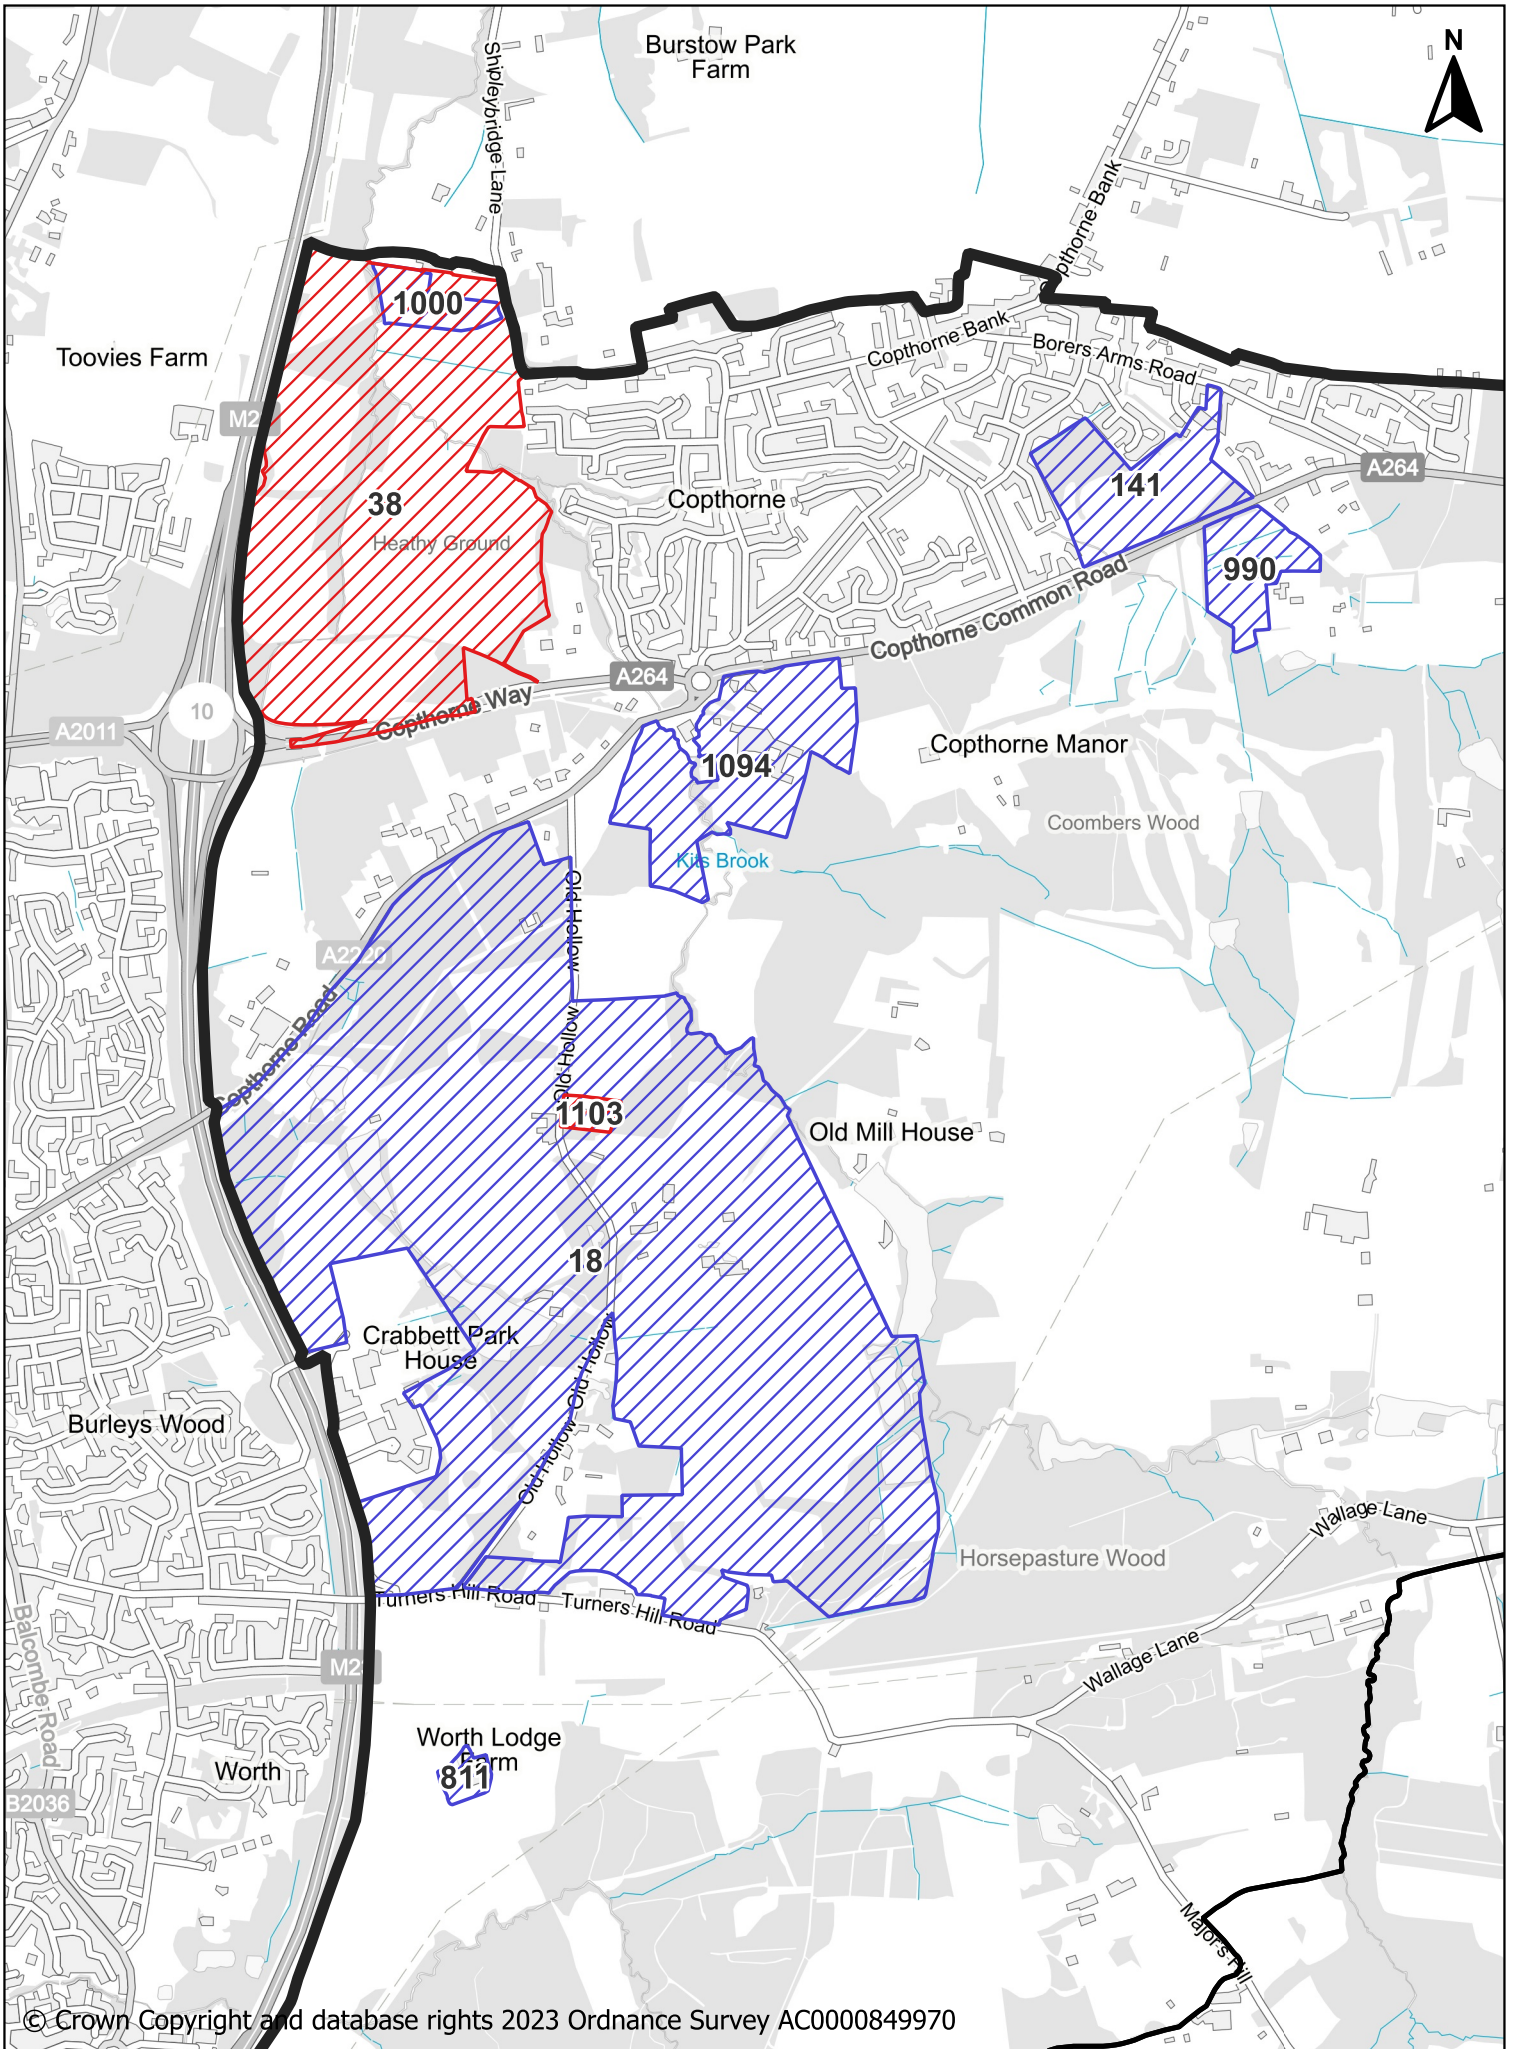 Burstow Park
Farm
N
Shipleybridge Lane
Copthorne Bank
1000
Toovies Farm
Copthorne Bank
Borers Arms Road
M2
A264
38
Copthorne
141
Heathy Ground
990
Copthorne Common Road
A264
10
Copthorne Way
A2011
Copthorne Manor
1094
Coombers Wood
Kits Brook
Old Hollow
A2220
Copthorne Road
Old Hollow
1103
Old Mill House
18
Crabbett Park
House
Old Hollow
Old Hollow
Burleys Wood
Wallage Lane
Horsepasture Wood
Turners Hill Road
Turners Hill Road
Balcombe Road
Wallage Lane
M23
Worth Lodge
Farm
811
Worth
B2036
Major's Hill
© Crown Copyright and database rights 2023 Ordnance Survey AC0000849970